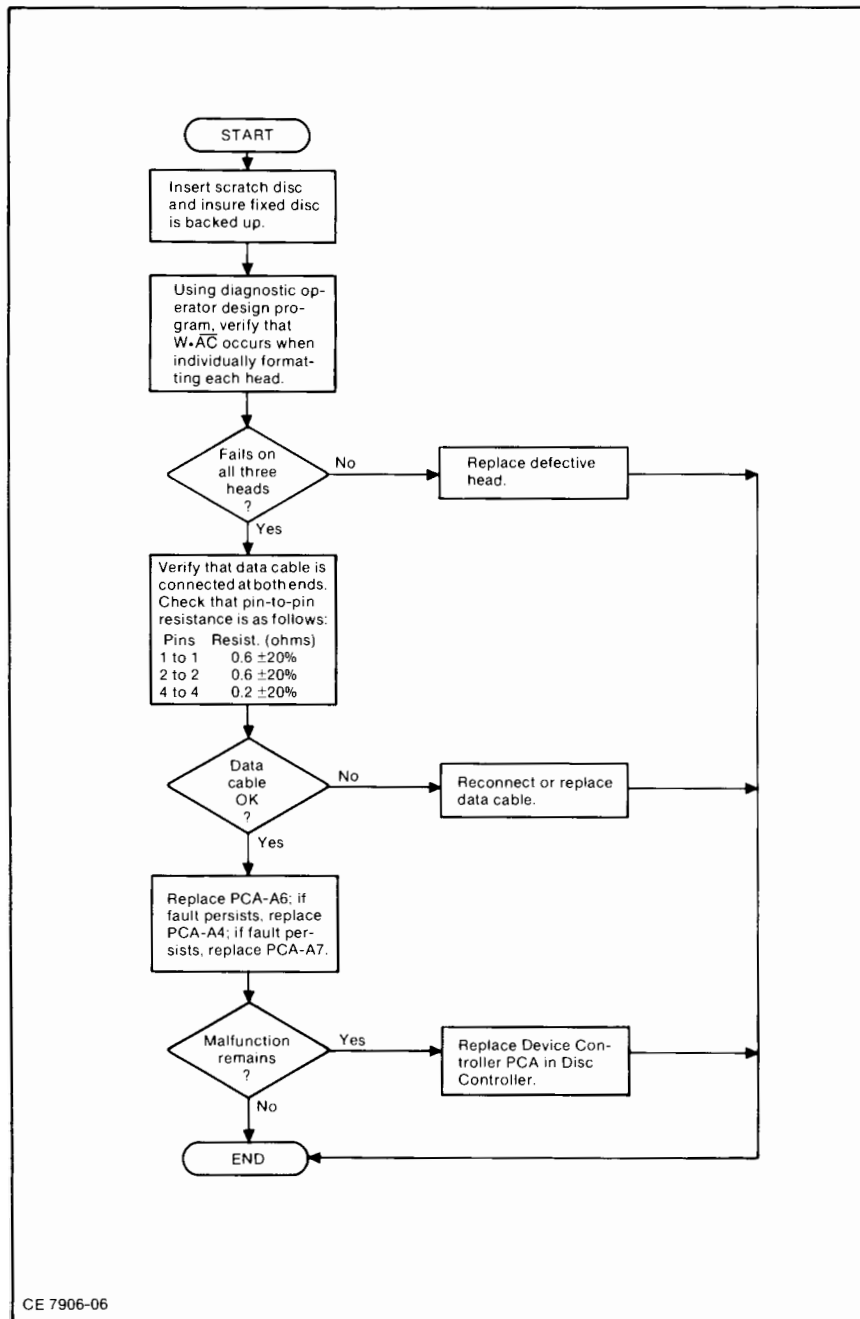 START
Insert scratch disc
and insure fixed disc
is backed up.
Using diagnostic op-
erator design pro-
gram, verify that
W•A̅C̅ occurs when
individually format-
ting each head.
Fails on
all three
heads
?
No
Replace defective
head.
Yes
Verify that data cable is
connected at both ends.
Check that pin-to-pin
resistance is as follows:
Pins Resist. (ohms)
1 to 1 0.6 ±20%
2 to 2 0.6 ±20%
4 to 4 0.2 ±20%
Data
cable
OK
?
No
Reconnect or replace
data cable.
Yes
Replace PCA-A6; if
fault persists, replace
PCA-A4; if fault per-
sists, replace PCA-A7.
Malfunction
remains
?
Yes
Replace Device Con-
troller PCA in Disc
Controller.
No
END
CE 7906-06